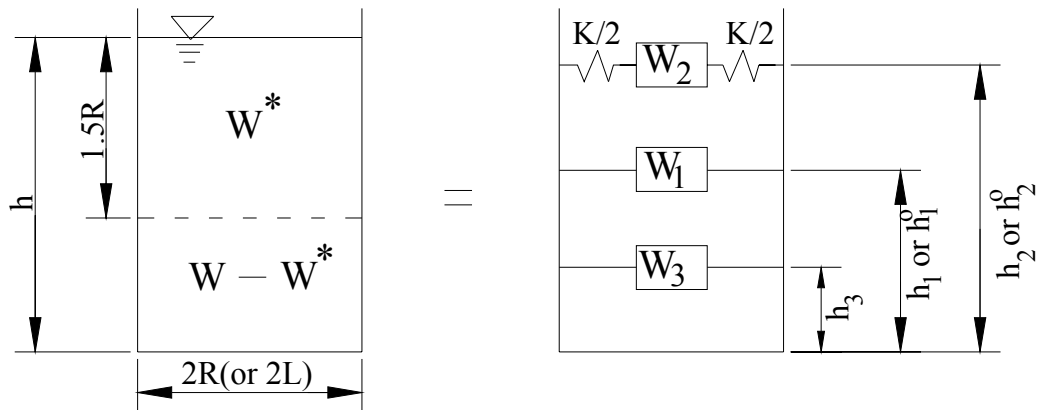 h
1.5R
W*
W − W*
2R(or 2L)
=
K/2
W₂
K/2
W₁
W₃
h₃
h₁ or h₁ᵒ
h₂ or h₂ᵒ